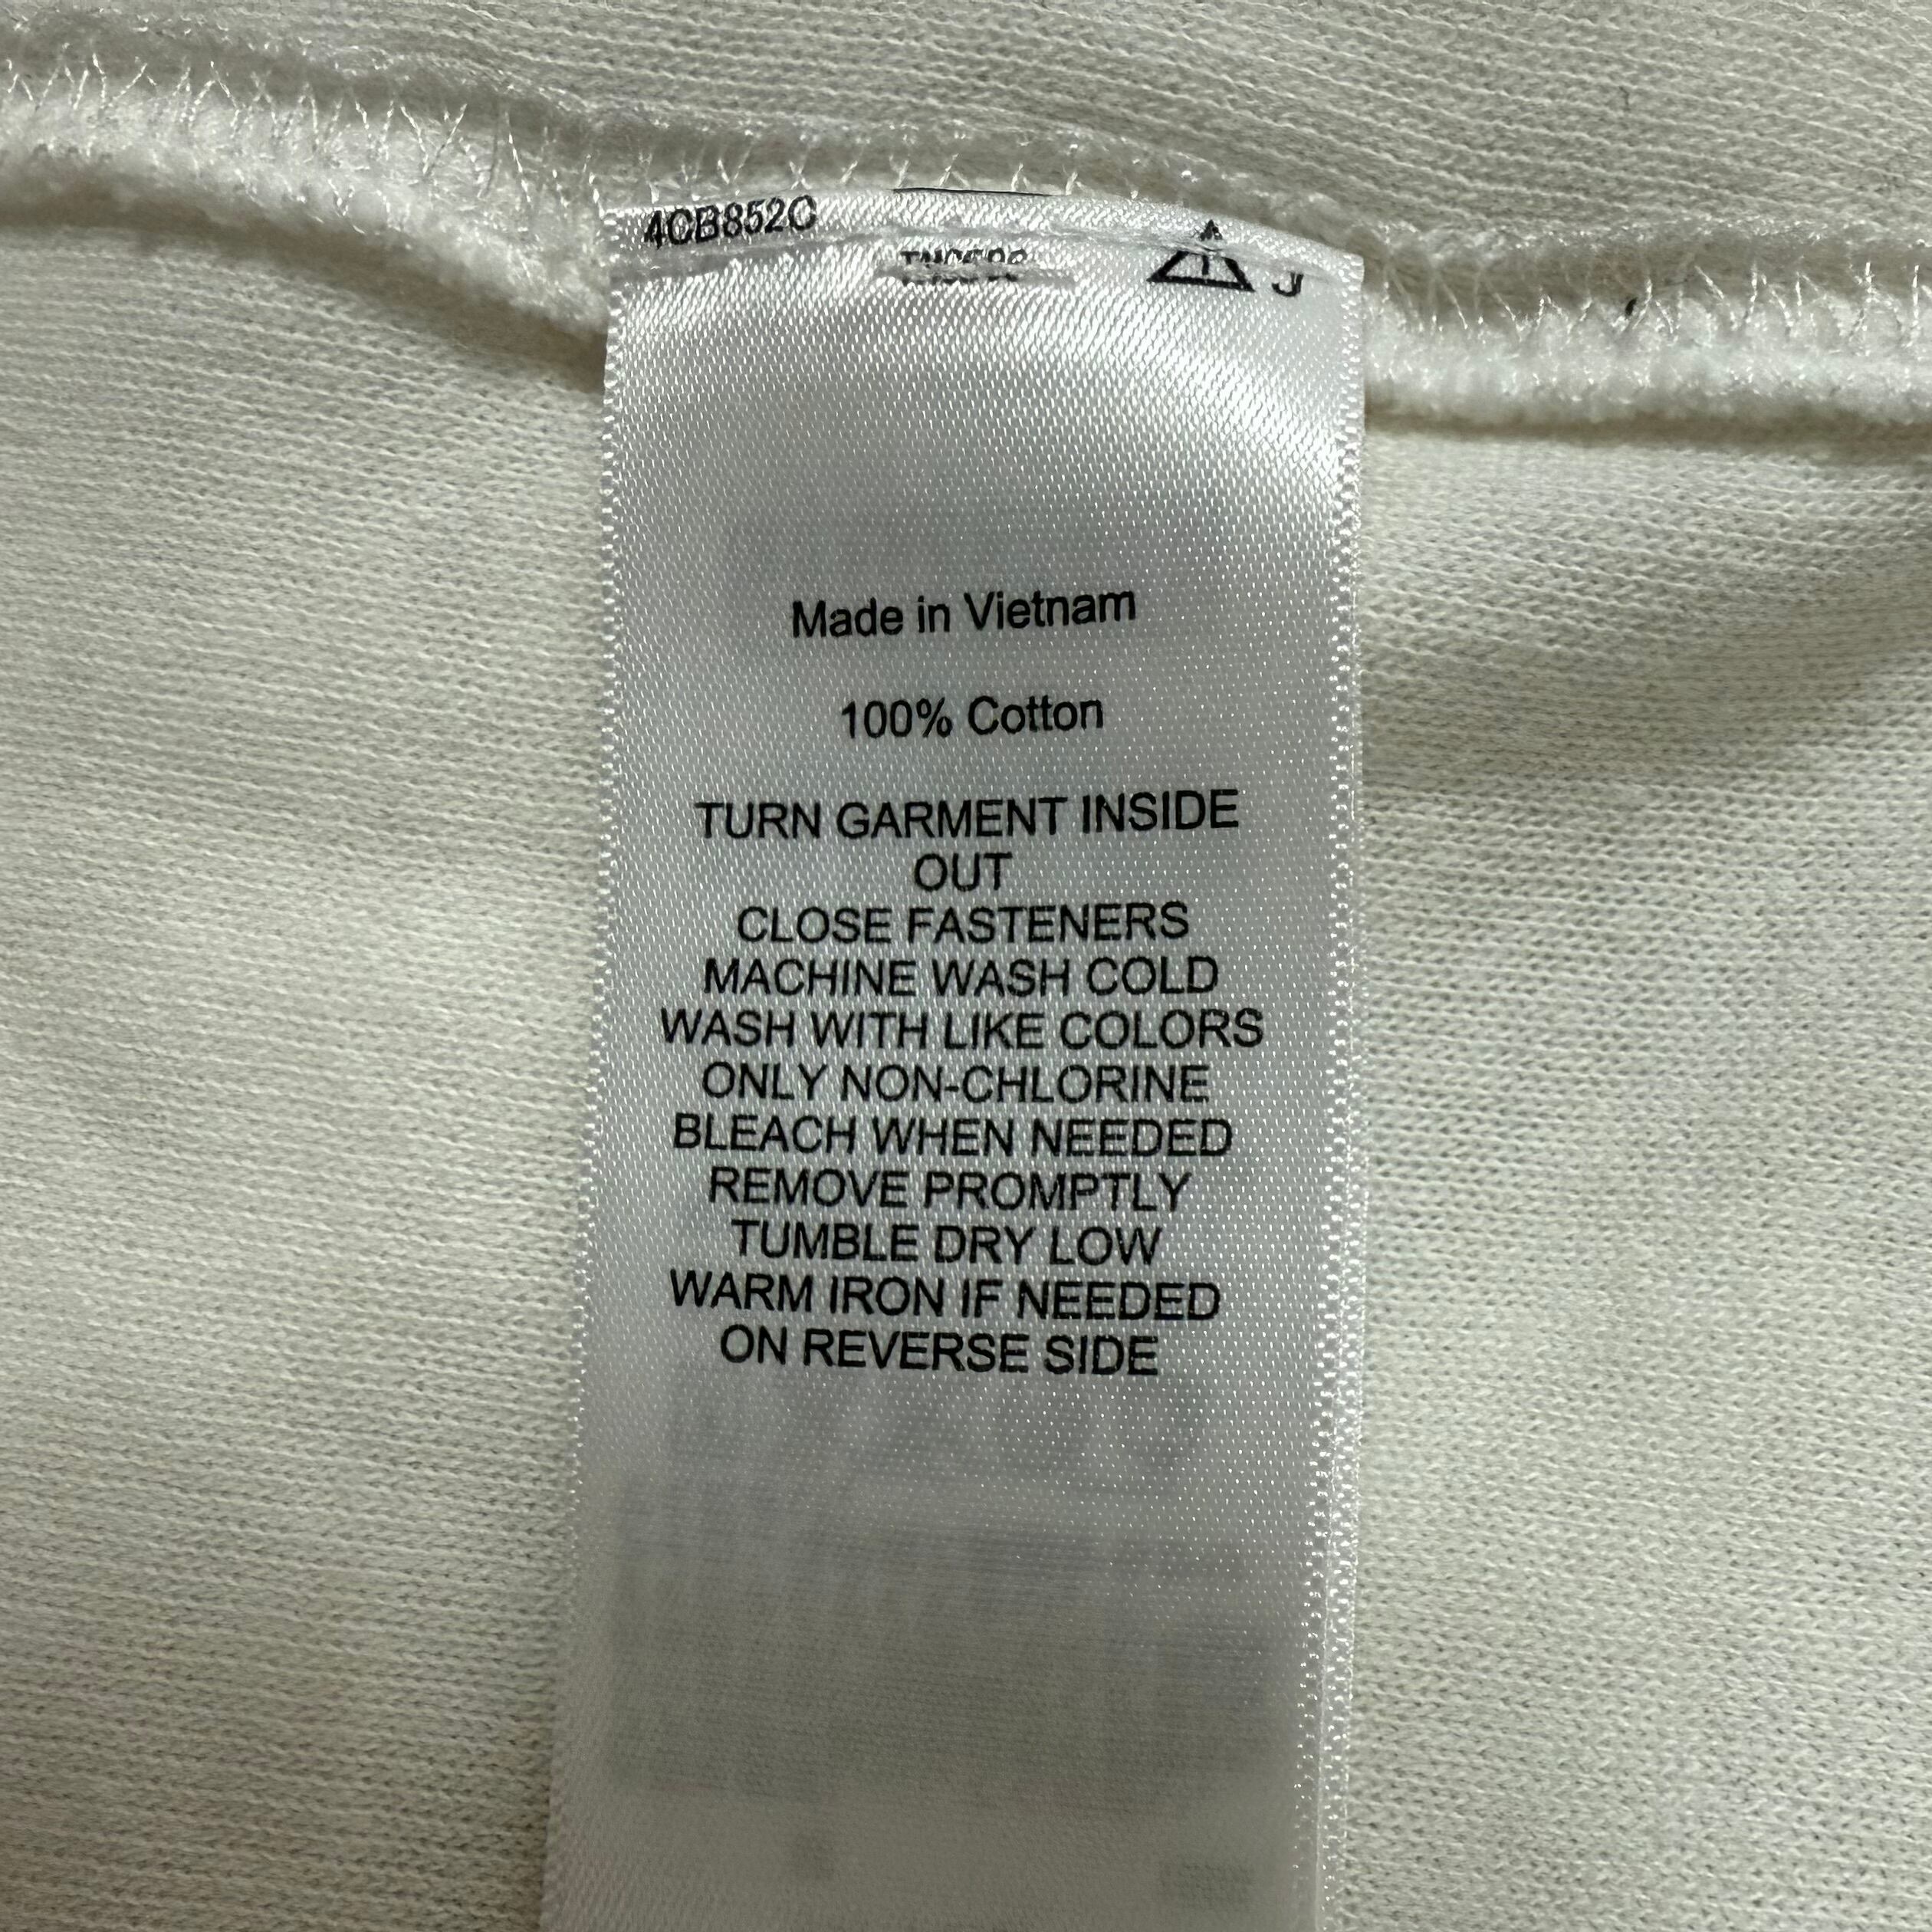 4CB852C
J
Made in Vietnam
100% Cotton
TURN GARMENT INSIDE
OUT
CLOSE FASTENERS
MACHINE WASH COLD
WASH WITH LIKE COLORS
ONLY NON-CHLORINE
BLEACH WHEN NEEDED
REMOVE PROMPTLY
TUMBLE DRY LOW
WARM IRON IF NEEDED
ON REVERSE SIDE